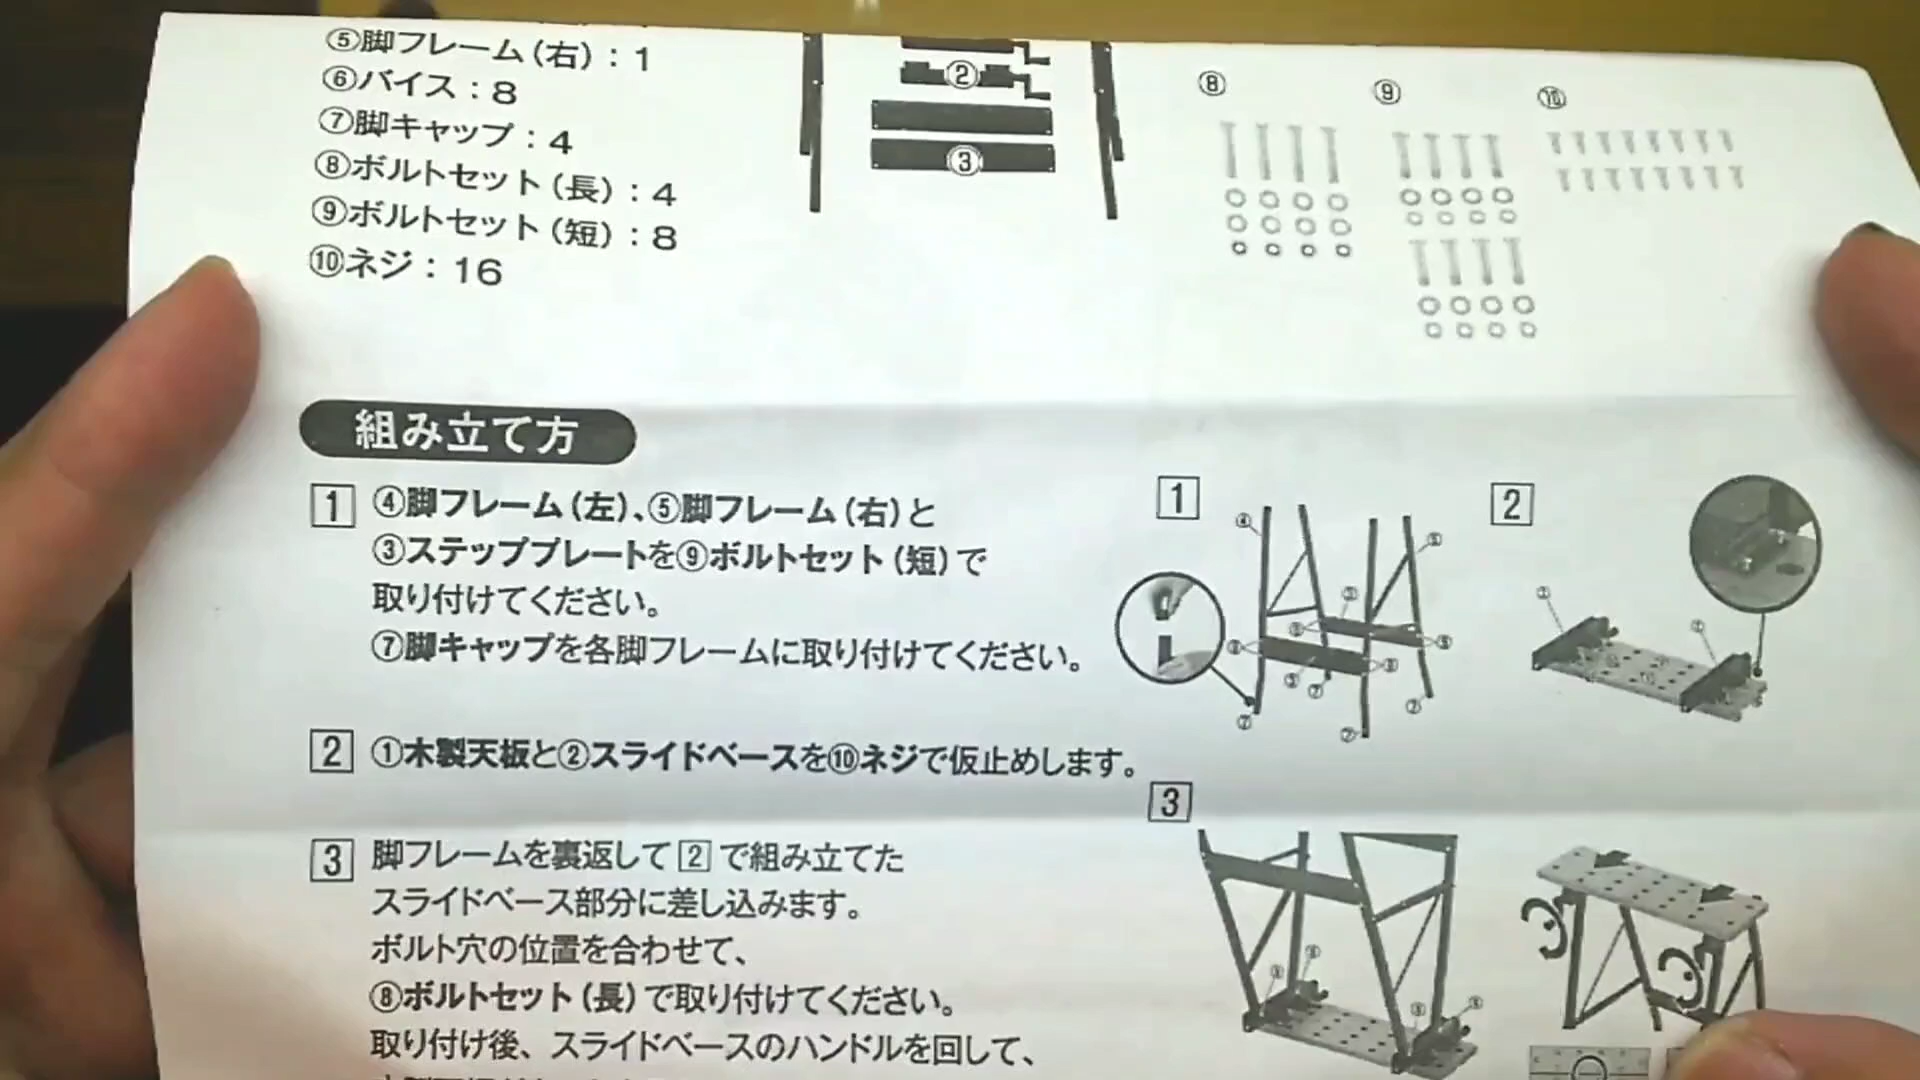 ⑤脚フレーム(右):1
⑥バイス:8
⑦脚キャップ:4
⑧ボルトセット(長):4
⑨ボルトセット(短):8
⑩ネジ:16
②
③
⑧
⑨
⑩
組み立て方
1 ④脚フレーム(左)、⑤脚フレーム(右)と
③ステッププレートを⑨ボルトセット(短)で
取り付けてください。
⑦脚キャップを各脚フレームに取り付けてください。
2 ①木製天板と②スライドベースを⑩ネジで仮止めします。
3 脚フレームを裏返して2で組み立てた
スライドベース部分に差し込みます。
ボルト穴の位置を合わせて、
⑧ボルトセット(長)で取り付けてください。
取り付け後、スライドベースのハンドルを回して、
1
2
3